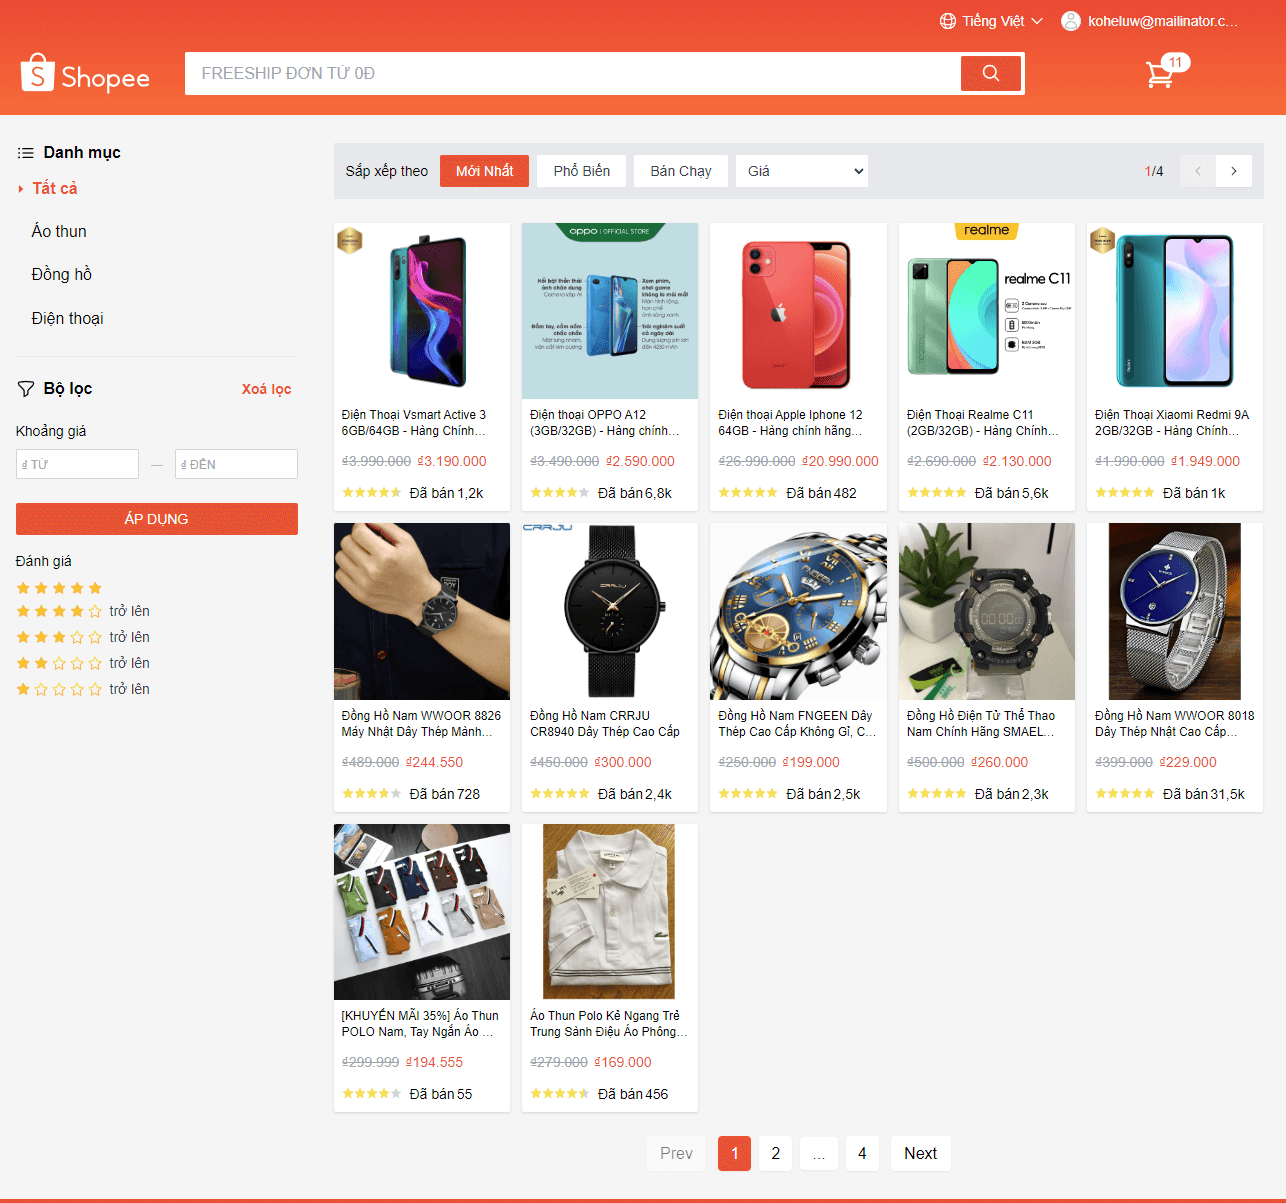 Tiếng Việt
koheluw@mailinator.c...
Shopee
FREESHIP ĐƠN TỪ 0Đ
11
Danh mục
Tất cả
Áo thun
Đồng hồ
Điện thoại
Bộ lọc
Xoá lọc
Khoảng giá
₫ TỪ
₫ ĐẾN
ÁP DỤNG
Đánh giá
trở lên
trở lên
trở lên
trở lên
Sắp xếp theo
Mới Nhất
Phổ Biến
Bán Chạy
Giá
1/4
Điện Thoại Vsmart Active 3
6GB/64GB - Hàng Chính...
₫3.990.000 ₫3.190.000
Đã bán 1,2k
oppo | OFFICIAL STORE
Điện thoại OPPO A12
(3GB/32GB) - Hàng chính...
₫3.490.000 ₫2.590.000
Đã bán 6,8k
Điện thoại Apple Iphone 12
64GB - Hàng chính hãng...
₫26.990.000 ₫20.990.000
Đã bán 482
realme
realme C11
Điện Thoại Realme C11
(2GB/32GB) - Hàng Chính...
₫2.690.000 ₫2.130.000
Đã bán 5,6k
Điện Thoại Xiaomi Redmi 9A
2GB/32GB - Hàng Chính...
₫1.990.000 ₫1.949.000
Đã bán 1k
Đồng Hồ Nam WWOOR 8826
Máy Nhật Dây Thép Mành...
₫489.000 ₫244.550
Đã bán 728
CRRJU
CRRJU
Đồng Hồ Nam CRRJU
CR8940 Dây Thép Cao Cấp
₫450.000 ₫300.000
Đã bán 2,4k
FNGEEN
Đồng Hồ Nam FNGEEN Dây
Thép Cao Cấp Không Gỉ, C...
₫250.000 ₫199.000
Đã bán 2,5k
Đồng Hồ Điện Tử Thể Thao
Nam Chính Hãng SMAEL...
₫500.000 ₫260.000
Đã bán 2,3k
Đồng Hồ Nam WWOOR 8018
Dây Thép Nhật Cao Cấp...
₫399.000 ₫229.000
Đã bán 31,5k
[KHUYẾN MÃI 35%] Áo Thun
POLO Nam, Tay Ngắn Áo ...
₫299.999 ₫194.555
Đã bán 55
Áo Thun Polo Kẻ Ngang Trẻ
Trung Sành Điệu Áo Phông...
₫279.000 ₫169.000
Đã bán 456
Prev
1
2
...
4
Next